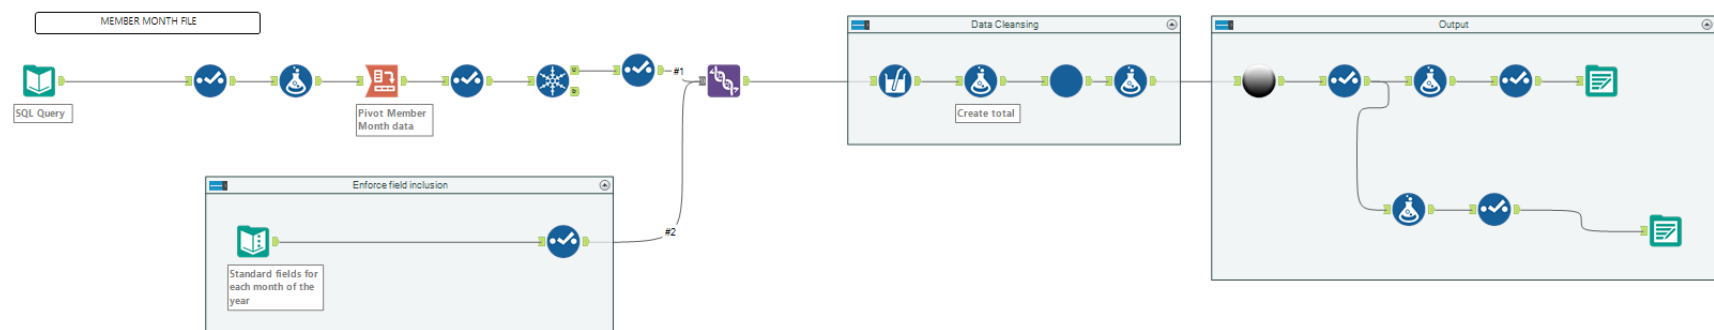 MEMBER MONTH FILE
SQL Query
Pivot Member
Month data
#1
Enforce field inclusion
Standard fields for
each month of the
year
#2
Data Cleansing
Create total
Output